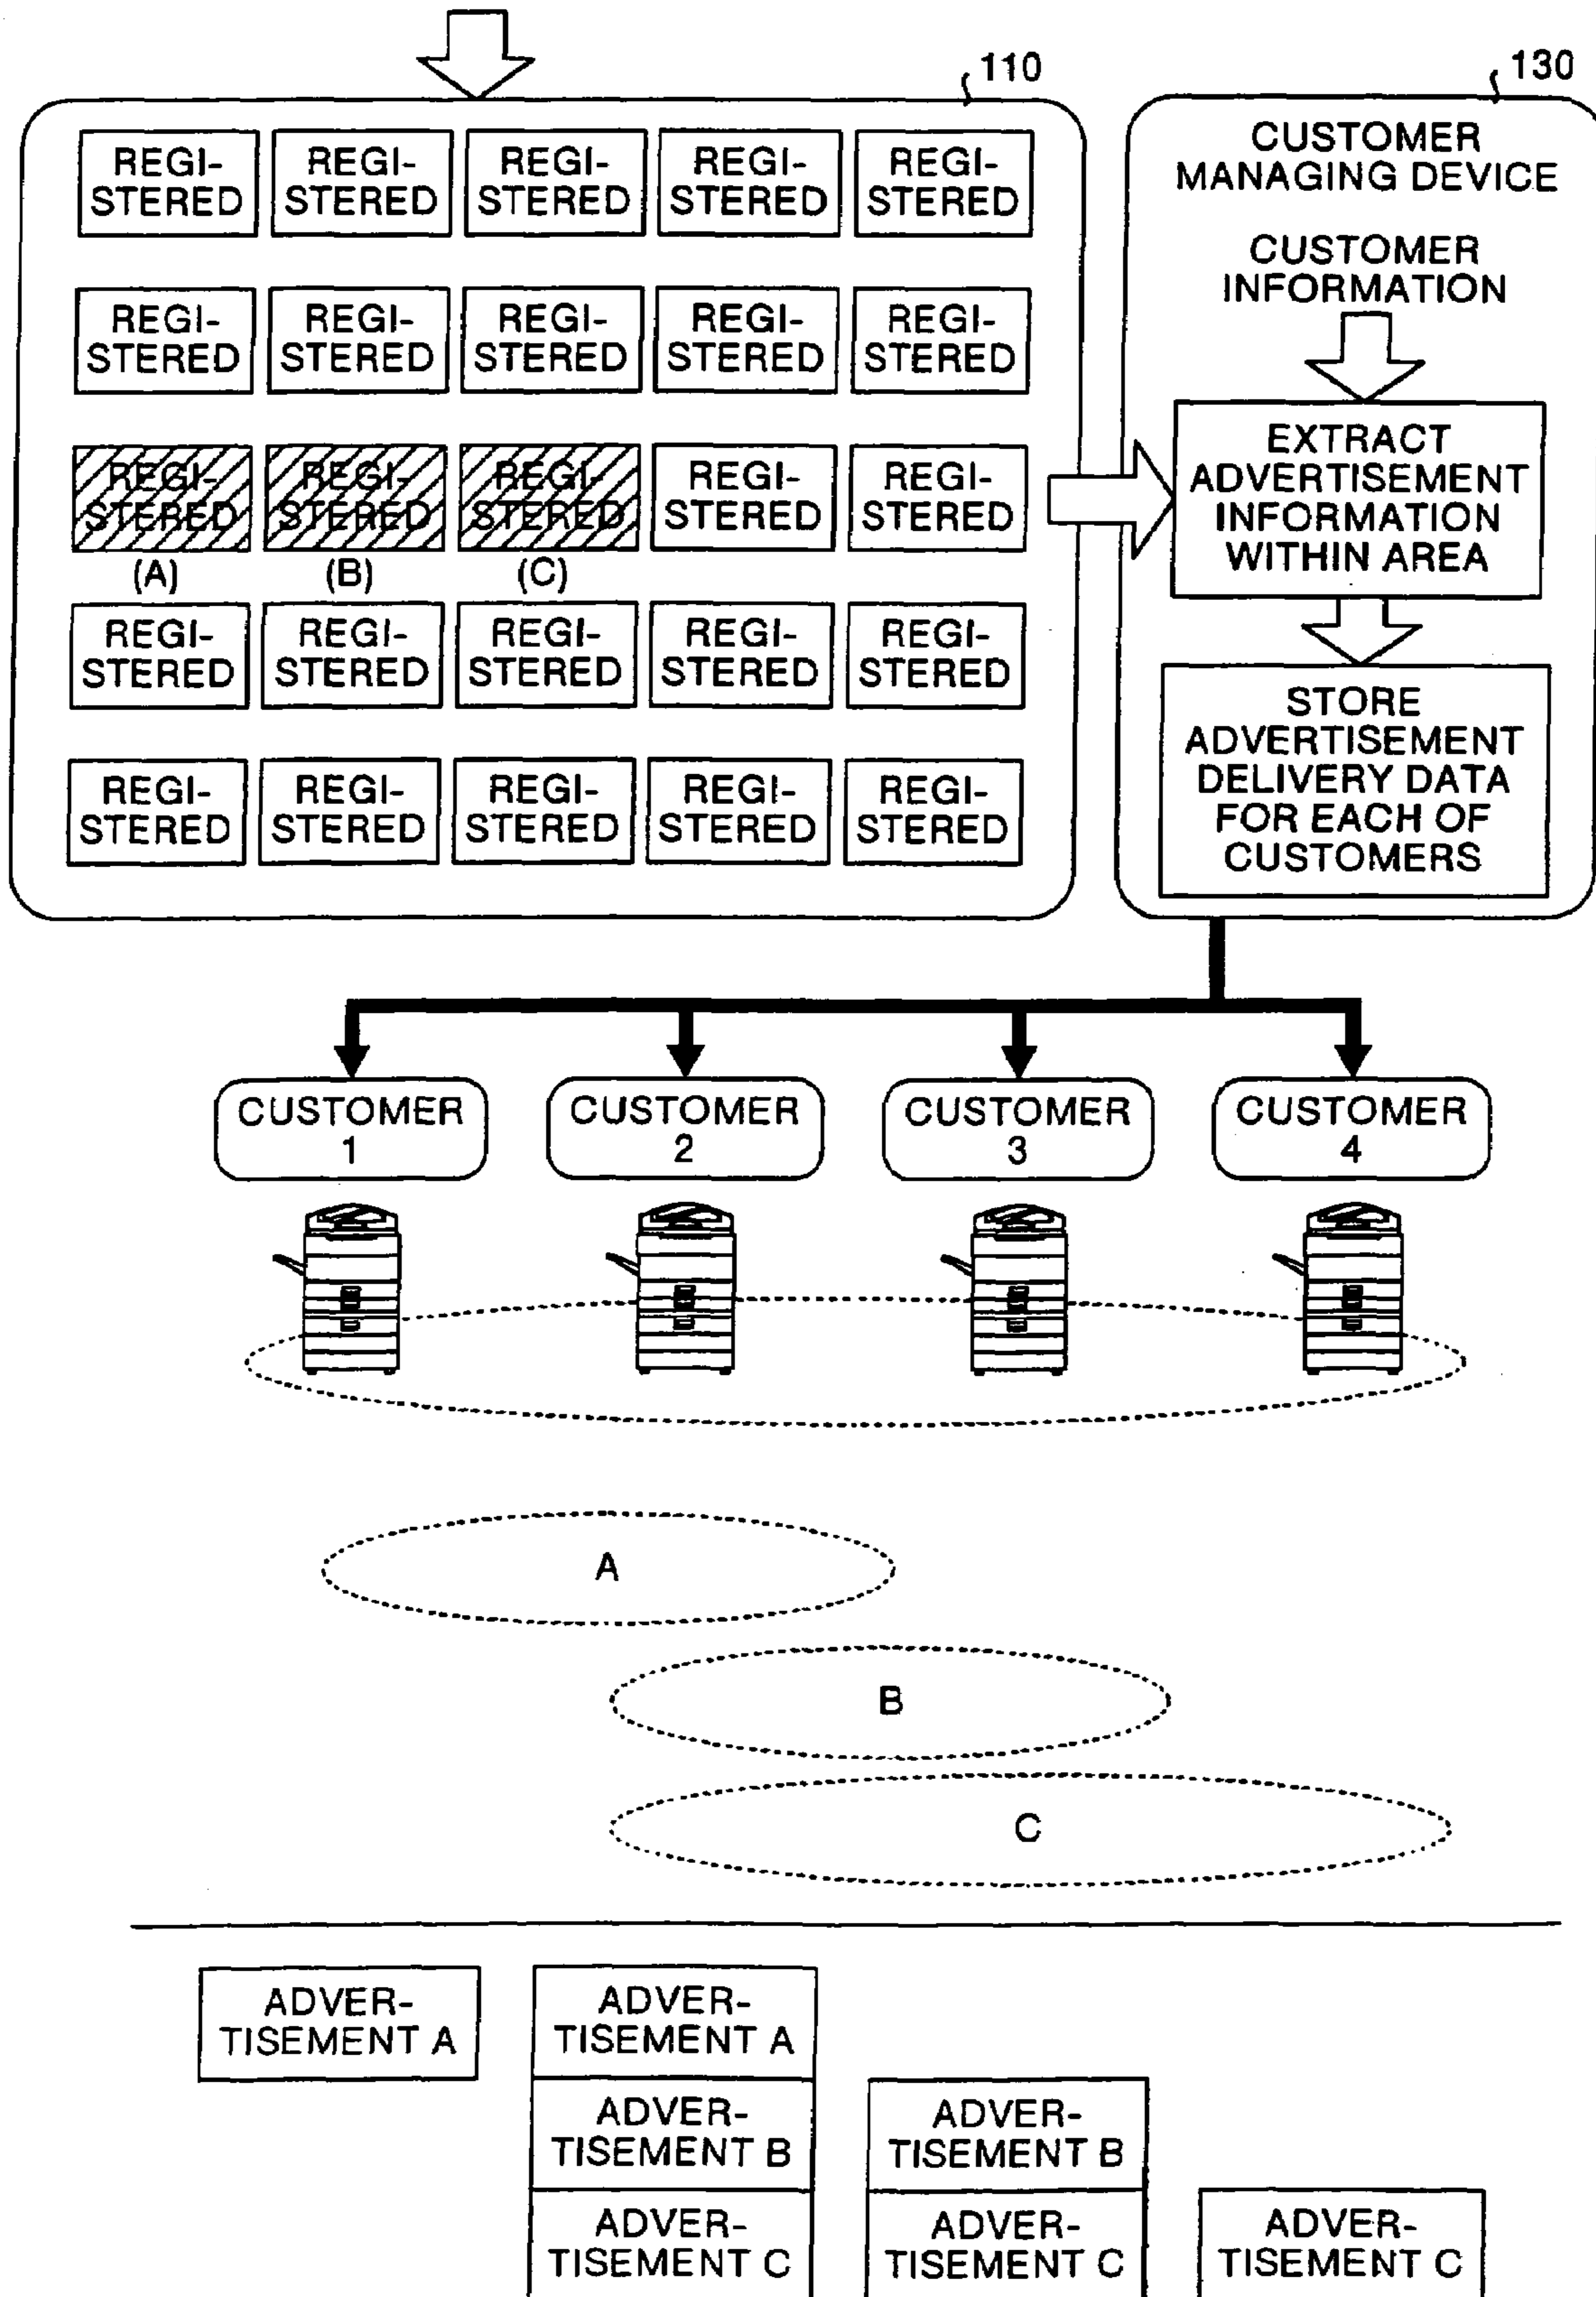 110
130
REGI-
STERED
REGI-
STERED
REGI-
STERED
REGI-
STERED
REGI-
STERED
REGI-
STERED
REGI-
STERED
REGI-
STERED
REGI-
STERED
REGI-
STERED
REGI-
STERED
(A)
REGI-
STERED
(B)
REGI-
STERED
(C)
REGI-
STERED
REGI-
STERED
REGI-
STERED
REGI-
STERED
REGI-
STERED
REGI-
STERED
REGI-
STERED
REGI-
STERED
REGI-
STERED
REGI-
STERED
REGI-
STERED
REGI-
STERED
CUSTOMER
MANAGING DEVICE
CUSTOMER
INFORMATION
EXTRACT
ADVERTISEMENT
INFORMATION
WITHIN AREA
STORE
ADVERTISEMENT
DELIVERY DATA
FOR EACH OF
CUSTOMERS
CUSTOMER
1
CUSTOMER
2
CUSTOMER
3
CUSTOMER
4
A
B
C
ADVER-
TISEMENT A
ADVER-
TISEMENT A
ADVER-
TISEMENT B
ADVER-
TISEMENT C
ADVER-
TISEMENT B
ADVER-
TISEMENT C
ADVER-
TISEMENT C